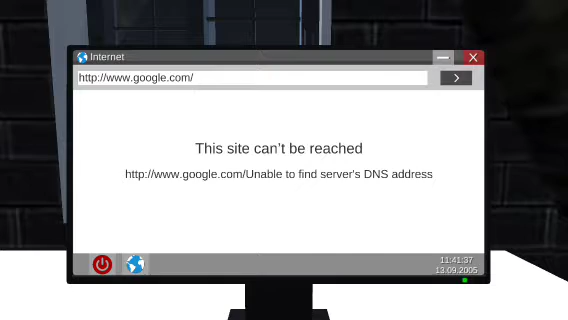 Internet
http://www.google.com/
This site can't be reached
http://www.google.com/Unable to find server's DNS address
11:41:37
13.09.2005